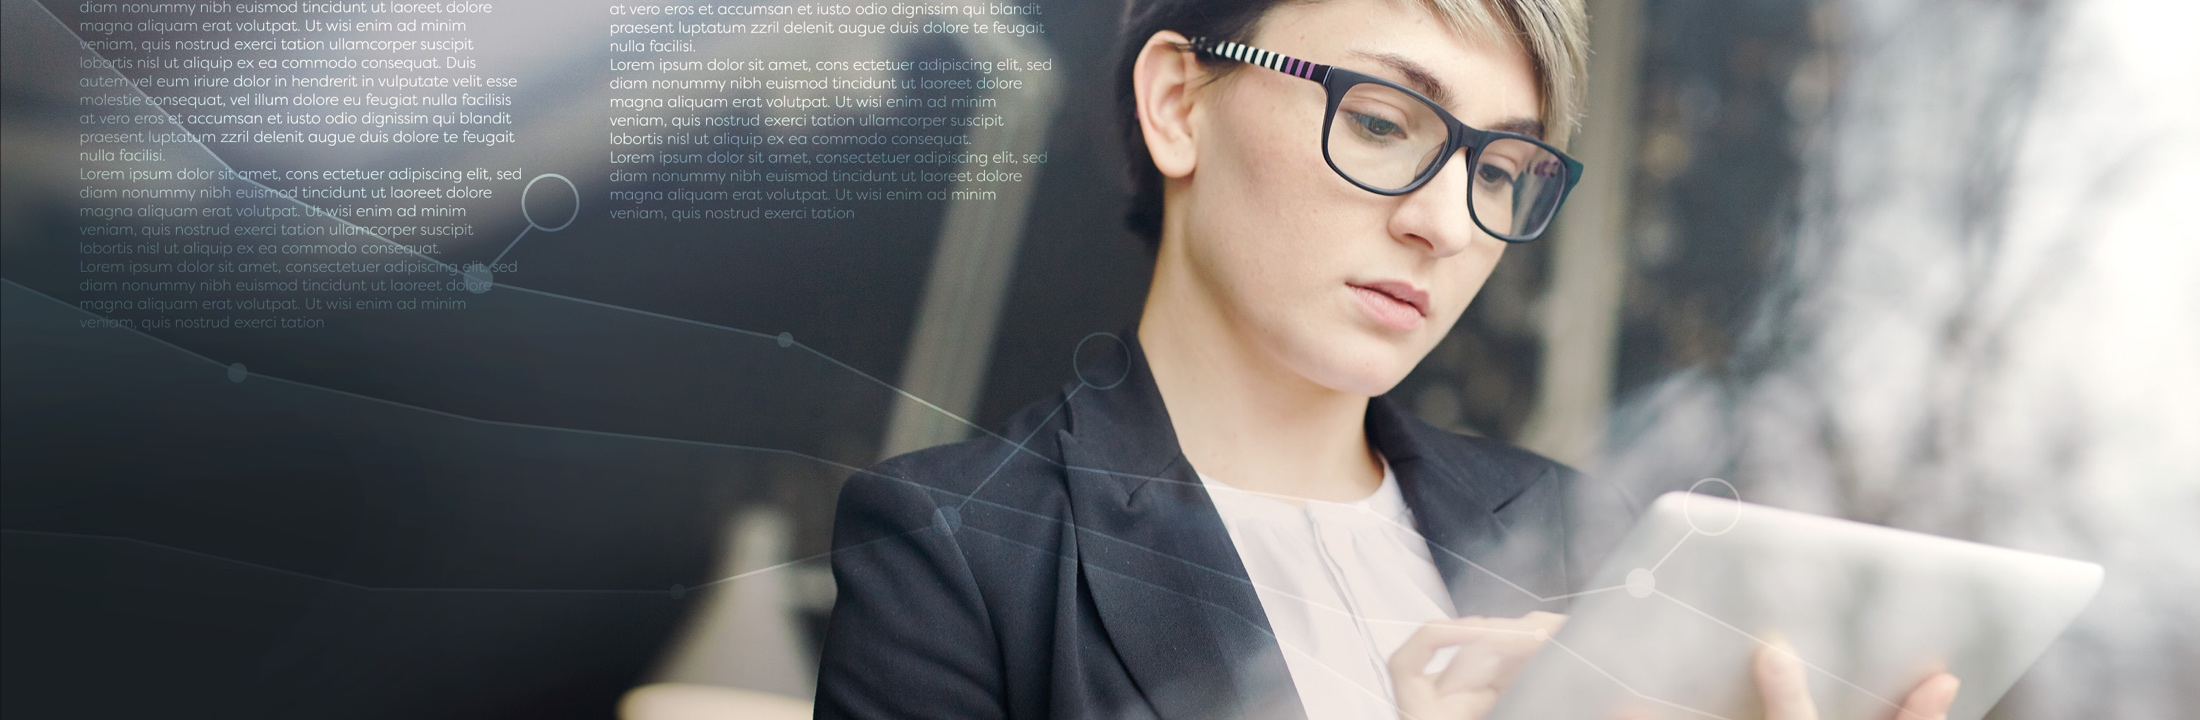 diam nonummy nibh euismod tincidunt ut laoreet dolore
magna aliquam erat volutpat. Ut wisi enim ad minim
veniam, quis nostrud exerci tation ullamcorper suscipit
lobortis nisl ut aliquip ex ea commodo consequat. Duis
autem vel eum iriure dolor in hendrerit in vulputate velit esse
molestie consequat, vel illum dolore eu feugiat nulla facilisis
at vero eros et accumsan et iusto odio dignissim qui blandit
praesent luptatum zzril delenit augue duis dolore te feugait
nulla facilisi.
Lorem ipsum dolor sit amet, cons ectetuer adipiscing elit, sed
diam nonummy nibh euismod tincidunt ut laoreet dolore
magna aliquam erat volutpat. Ut wisi enim ad minim
veniam, quis nostrud exerci tation ullamcorper suscipit
lobortis nisl ut aliquip ex ea commodo consequat.
Lorem ipsum dolor sit amet, consectetuer adipiscing elit, sed
diam nonummy nibh euismod tincidunt ut laoreet dolore
magna aliquam erat volutpat. Ut wisi enim ad minim
veniam, quis nostrud exerci tation
at vero eros et accumsan et iusto odio dignissim qui blandit
praesent luptatum zzril delenit augue duis dolore te feugait
nulla facilisi.
Lorem ipsum dolor sit amet, cons ectetuer adipiscing elit, sed
diam nonummy nibh euismod tincidunt ut laoreet dolore
magna aliquam erat volutpat. Ut wisi enim ad minim
veniam, quis nostrud exerci tation ullamcorper suscipit
lobortis nisl ut aliquip ex ea commodo consequat.
Lorem ipsum dolor sit amet, consectetuer adipiscing elit, sed
diam nonummy nibh euismod tincidunt ut laoreet dolore
magna aliquam erat volutpat. Ut wisi enim ad minim
veniam, quis nostrud exerci tation